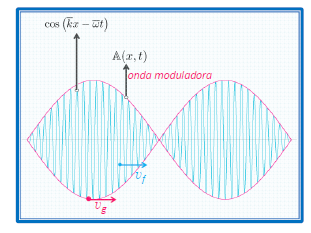 cos (k̅x − ω̅t)
𝔸(x, t)
onda moduladora
v_f
v_g